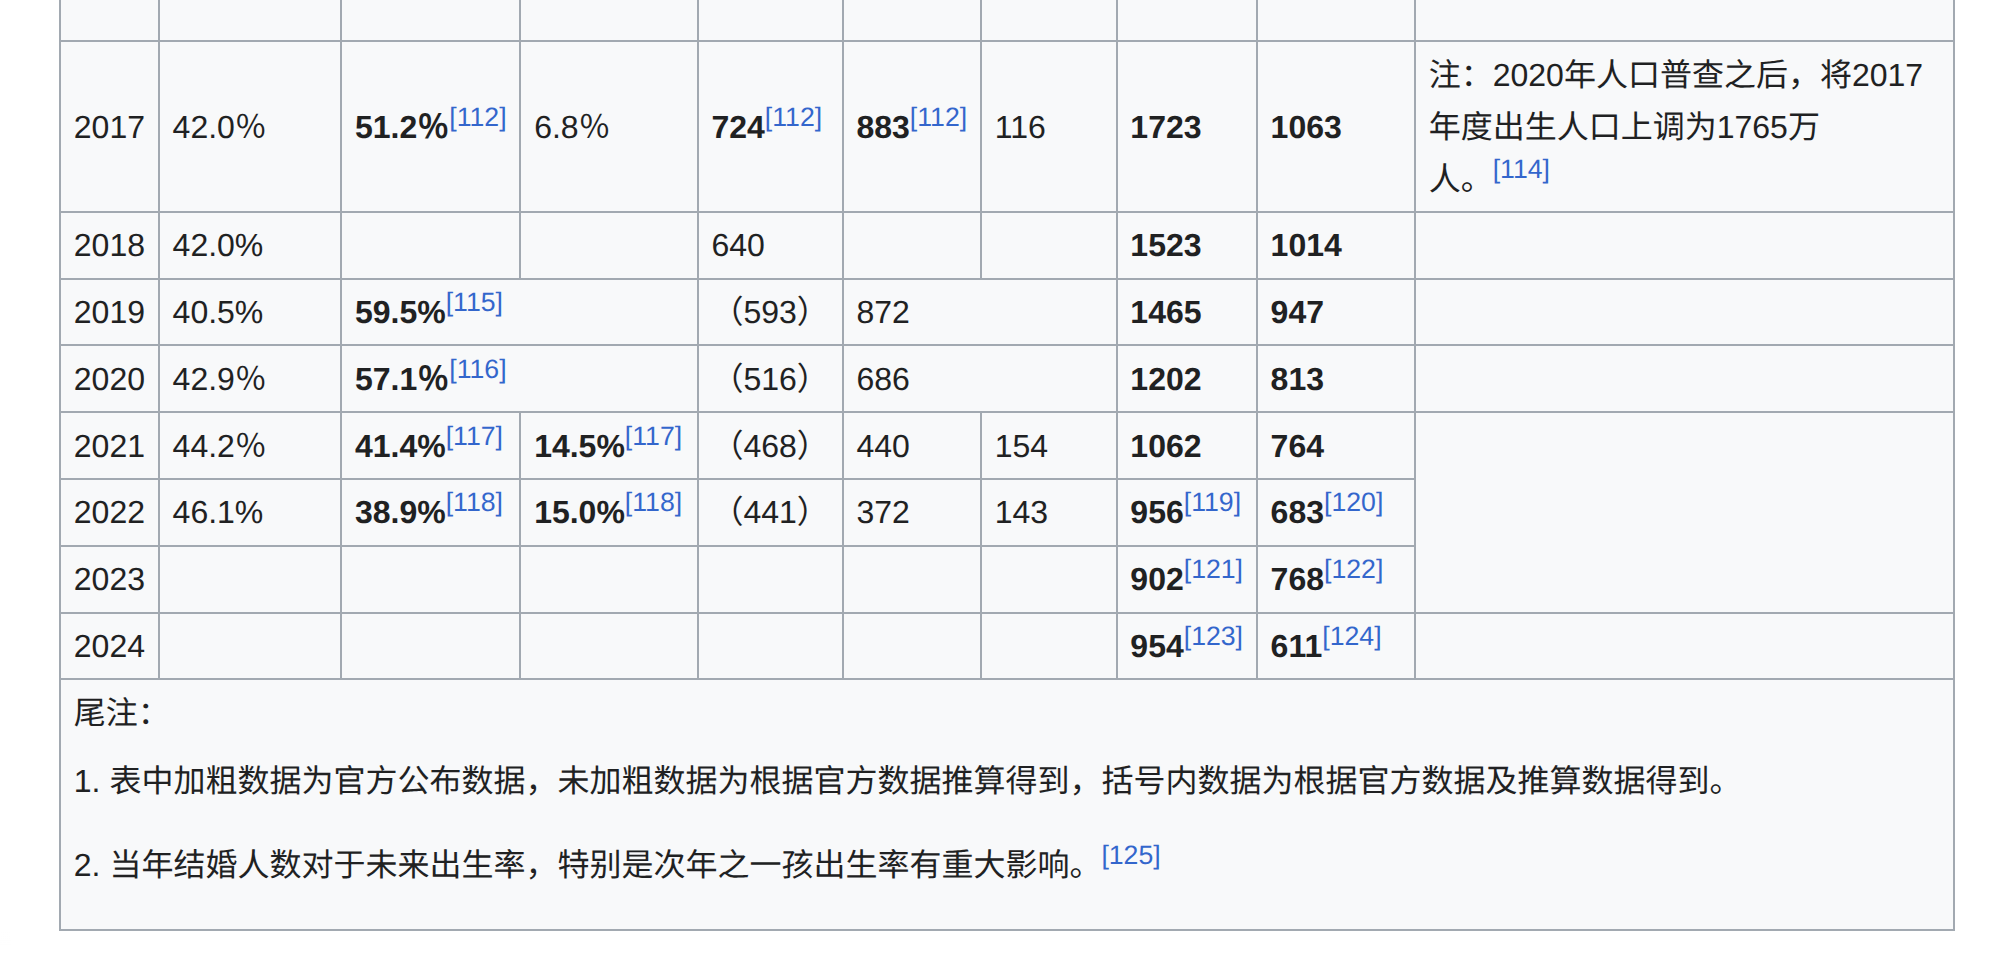 2017 42.0% 51.2%[112] 6.8% 724[112] 883[112] 116 1723 1063 注：2020年人口普查之后，将2017
年度出生人口上调为1765万
人。[114]
2018 42.0% 640 1523 1014
2019 40.5% 59.5%[115] （593） 872 1465 947
2020 42.9% 57.1%[116] （516） 686 1202 813
2021 44.2% 41.4%[117] 14.5%[117] （468） 440 154 1062 764
2022 46.1% 38.9%[118] 15.0%[118] （441） 372 143 956[119] 683[120]
2023 902[121] 768[122]
2024 954[123] 611[124]
尾注：
1. 表中加粗数据为官方公布数据，未加粗数据为根据官方数据推算得到，括号内数据为根据官方数据及推算数据得到。
2. 当年结婚人数对于未来出生率，特别是次年之一孩出生率有重大影响。[125]